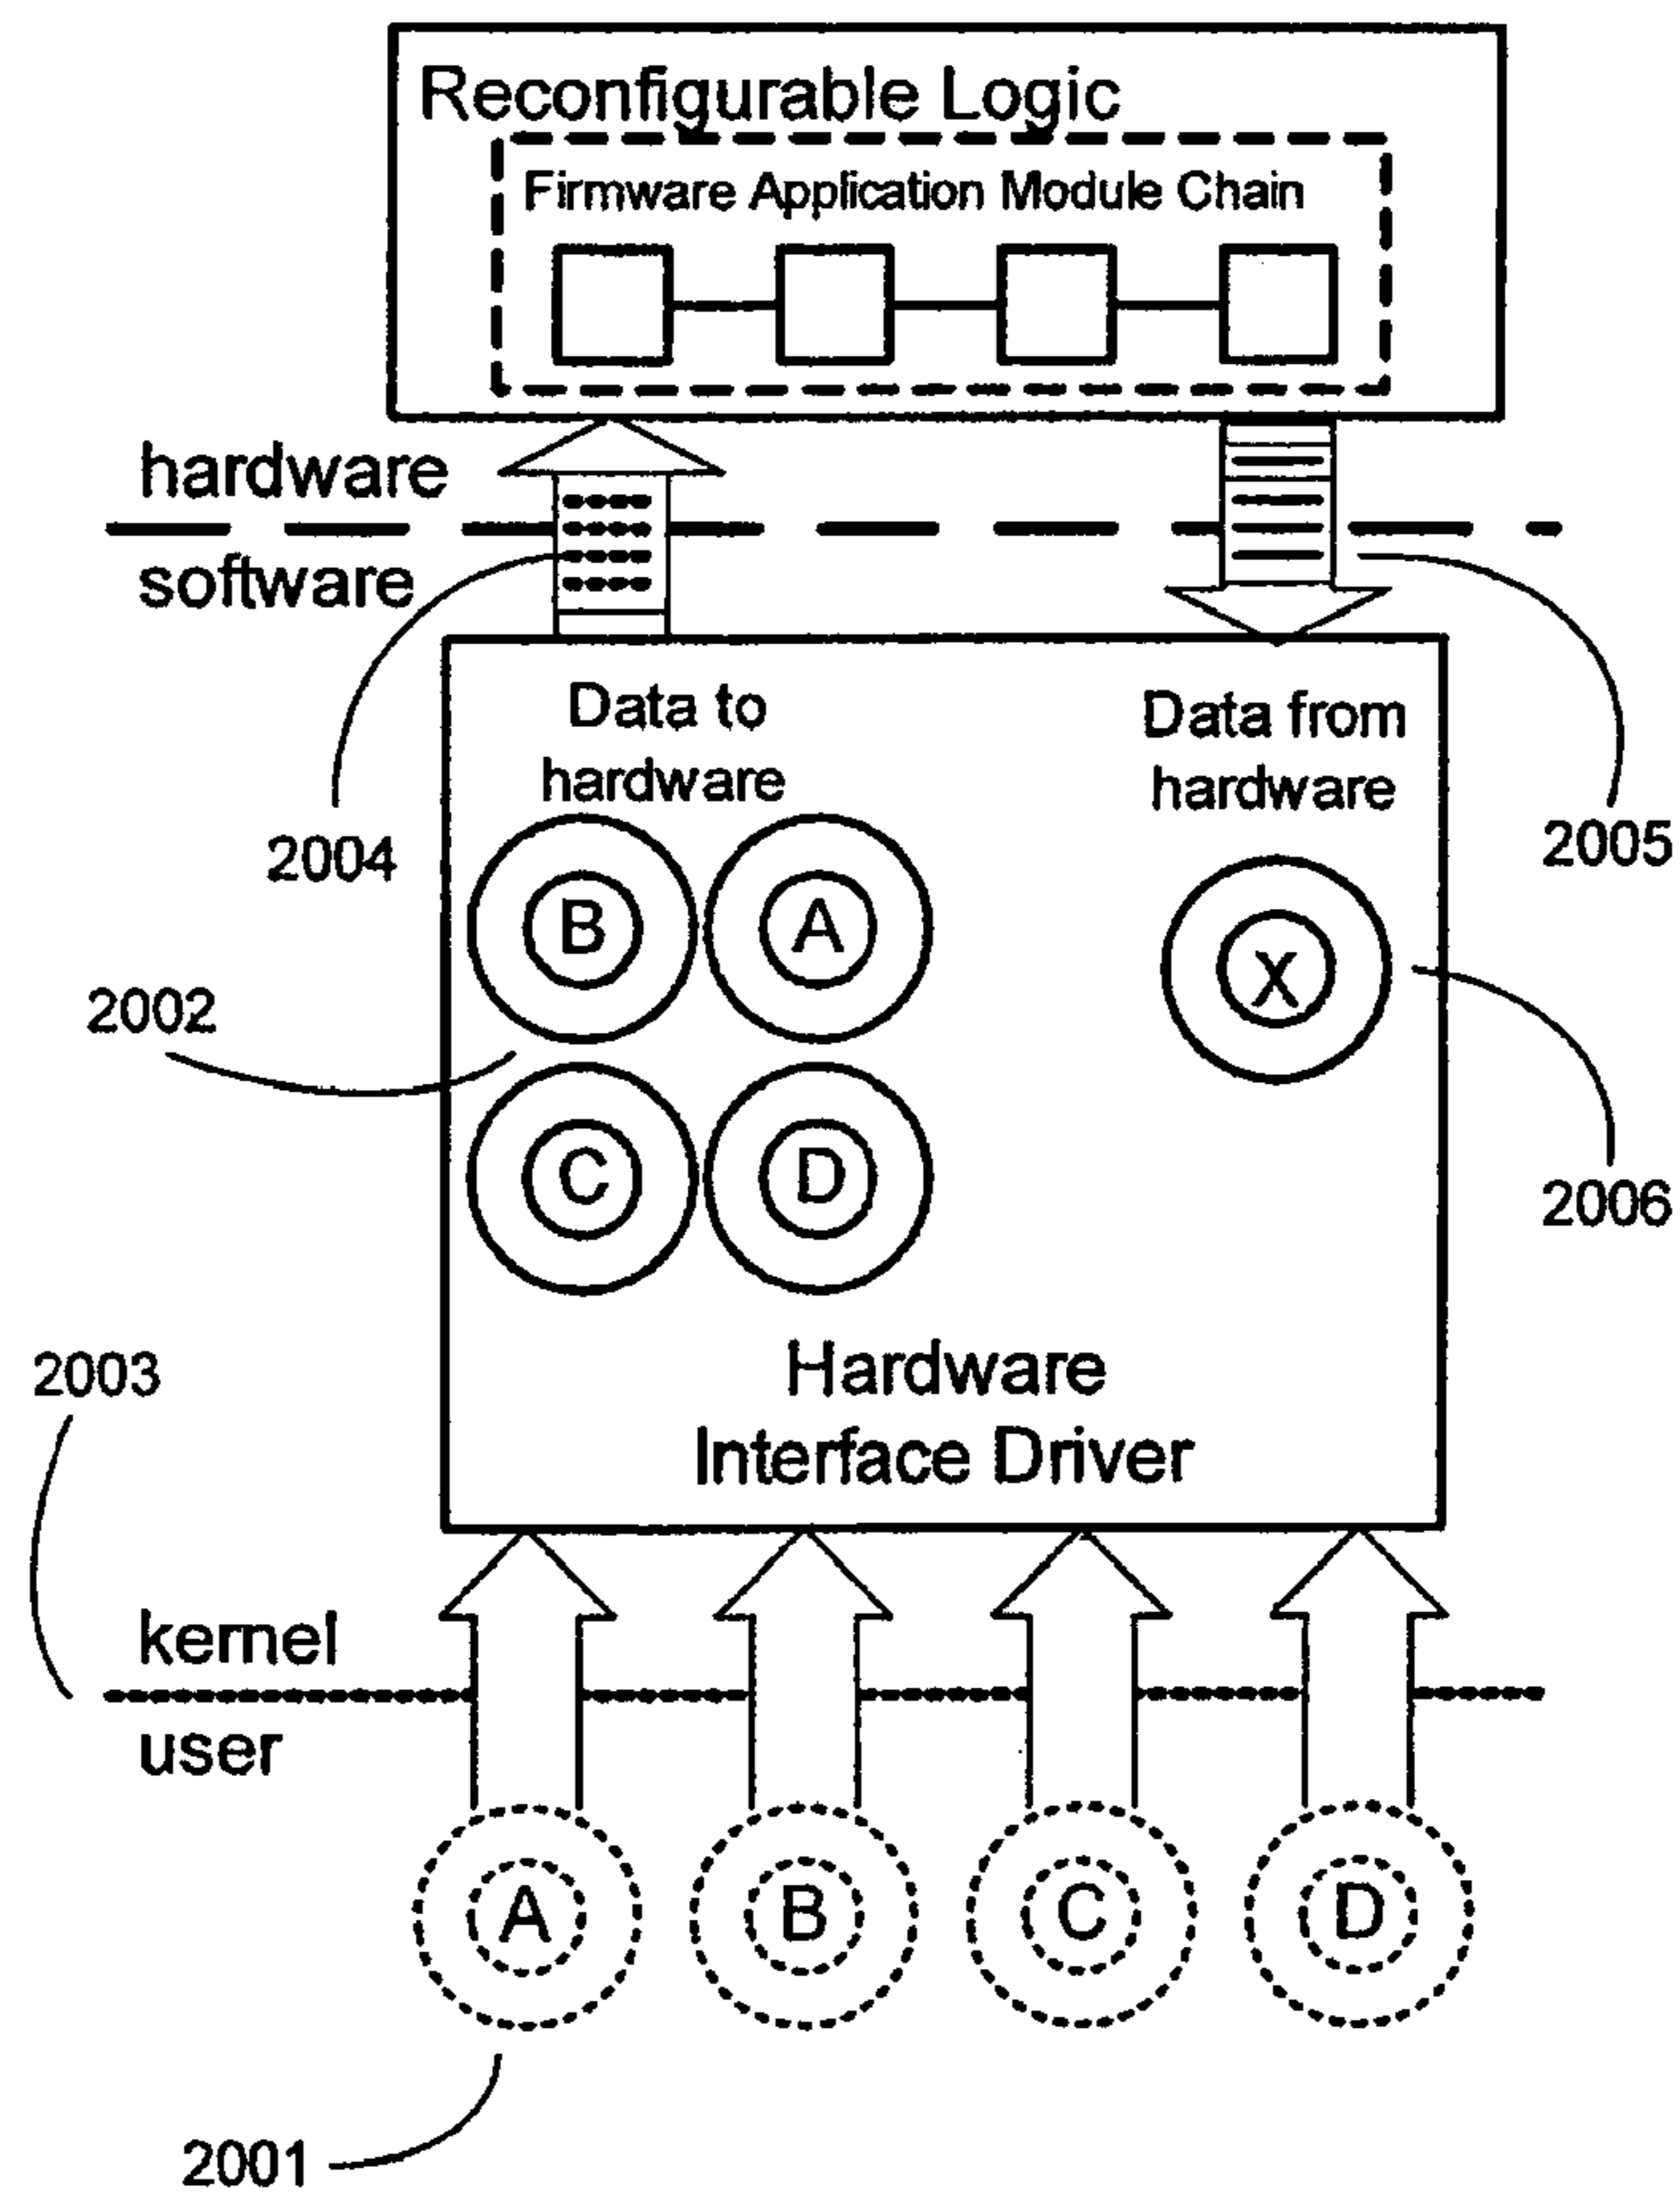 Reconfigurable Logic
Firmware Application Module Chain
hardware
software
Data to
hardware
Data from
hardware
2004
2005
B
A
X
2002
C
D
2006
Hardware
Interface Driver
2003
kernel
user
A
B
C
D
2001